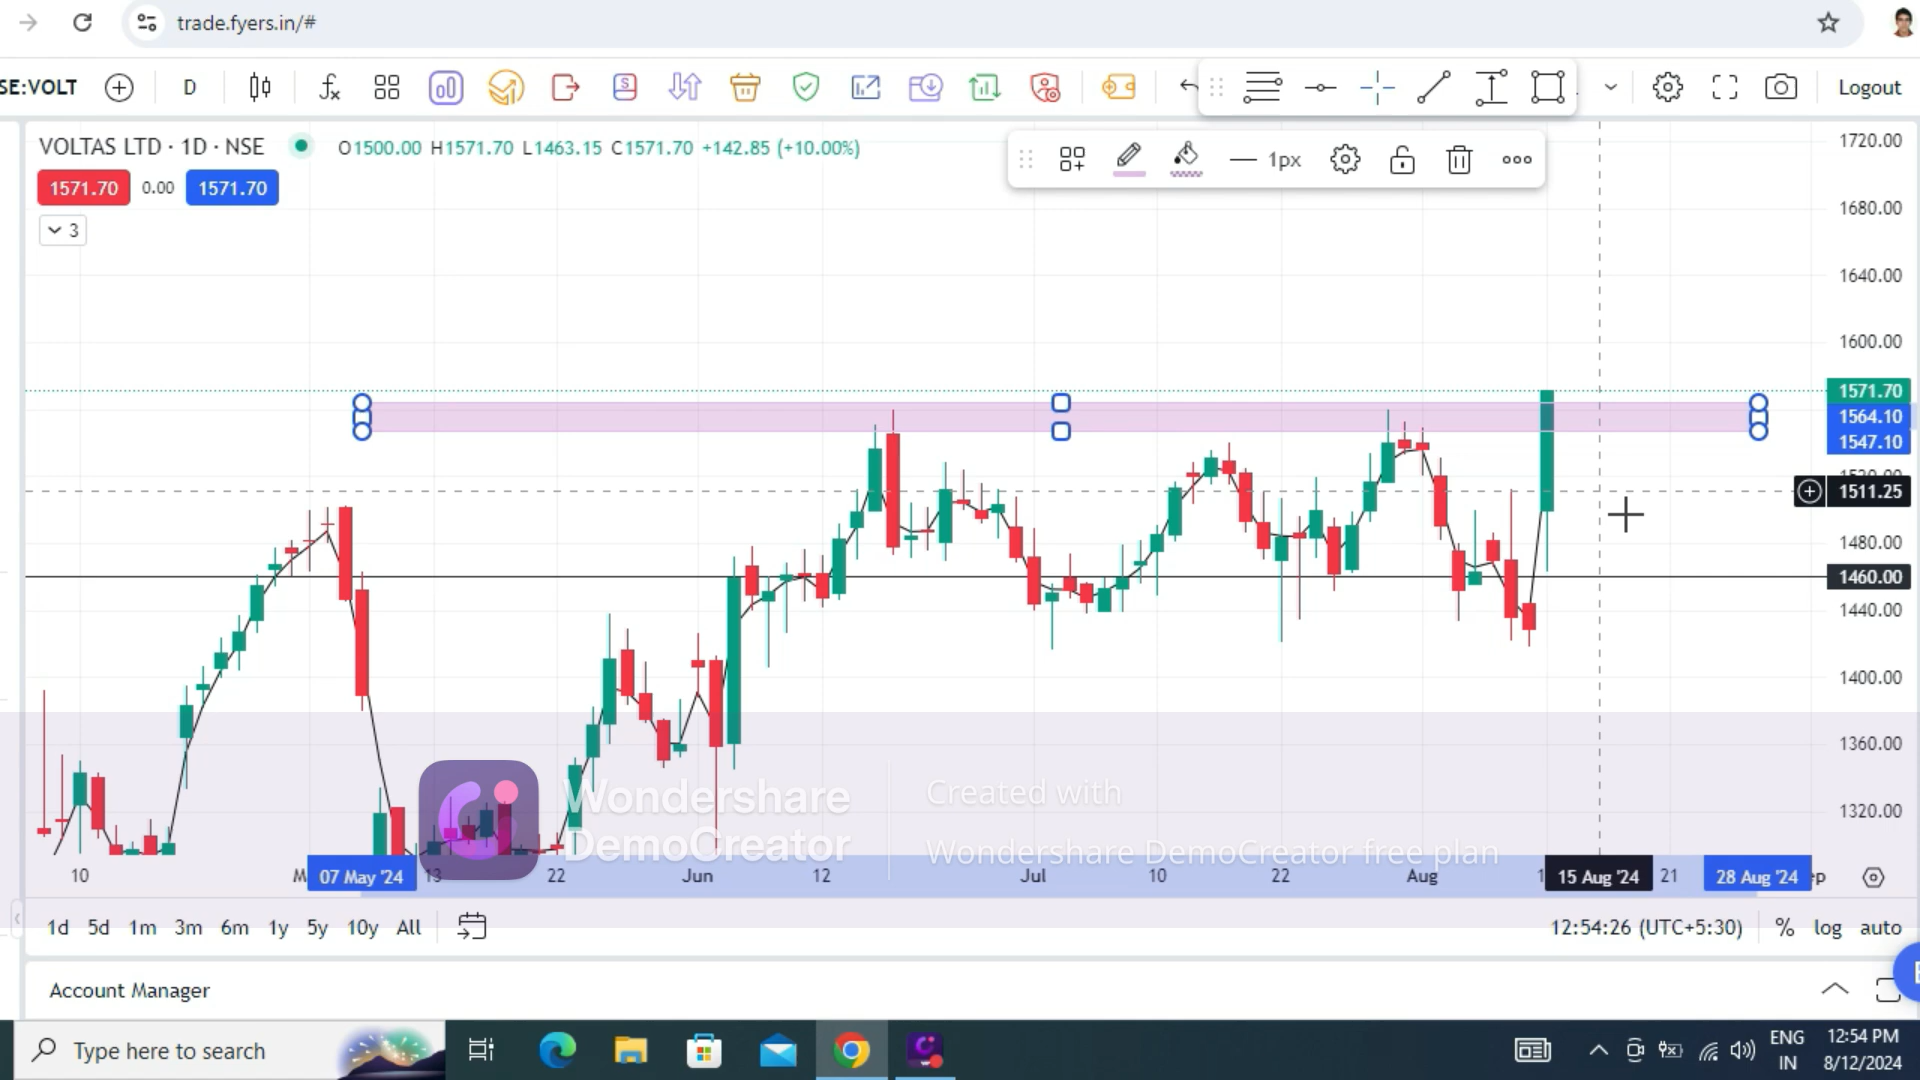 trade.fyers.in/#
SE:VOLT D Logout
VOLTAS LTD · 1D · NSE O1500.00 H1571.70 L1463.15 C1571.70 +142.85 (+10.00%)
1571.70 0.00 1571.70
3
1px
1720.00
1680.00
1640.00
1600.00
1571.70
1564.10
1547.10
1520.00
1511.25
1480.00
1460.00
1440.00
1400.00
1360.00
1320.00
Wondershare
DemoCreator
Created with
Wondershare DemoCreator free plan
10 M 07 May '24 13 22 Jun 12 Jul 10 22 Aug 1 15 Aug '24 21 28 Aug '24 ep
1d 5d 1m 3m 6m 1y 5y 10y All 12:54:26 (UTC+5:30) % log auto
Account Manager
Type here to search
ENG
IN
12:54 PM
8/12/2024